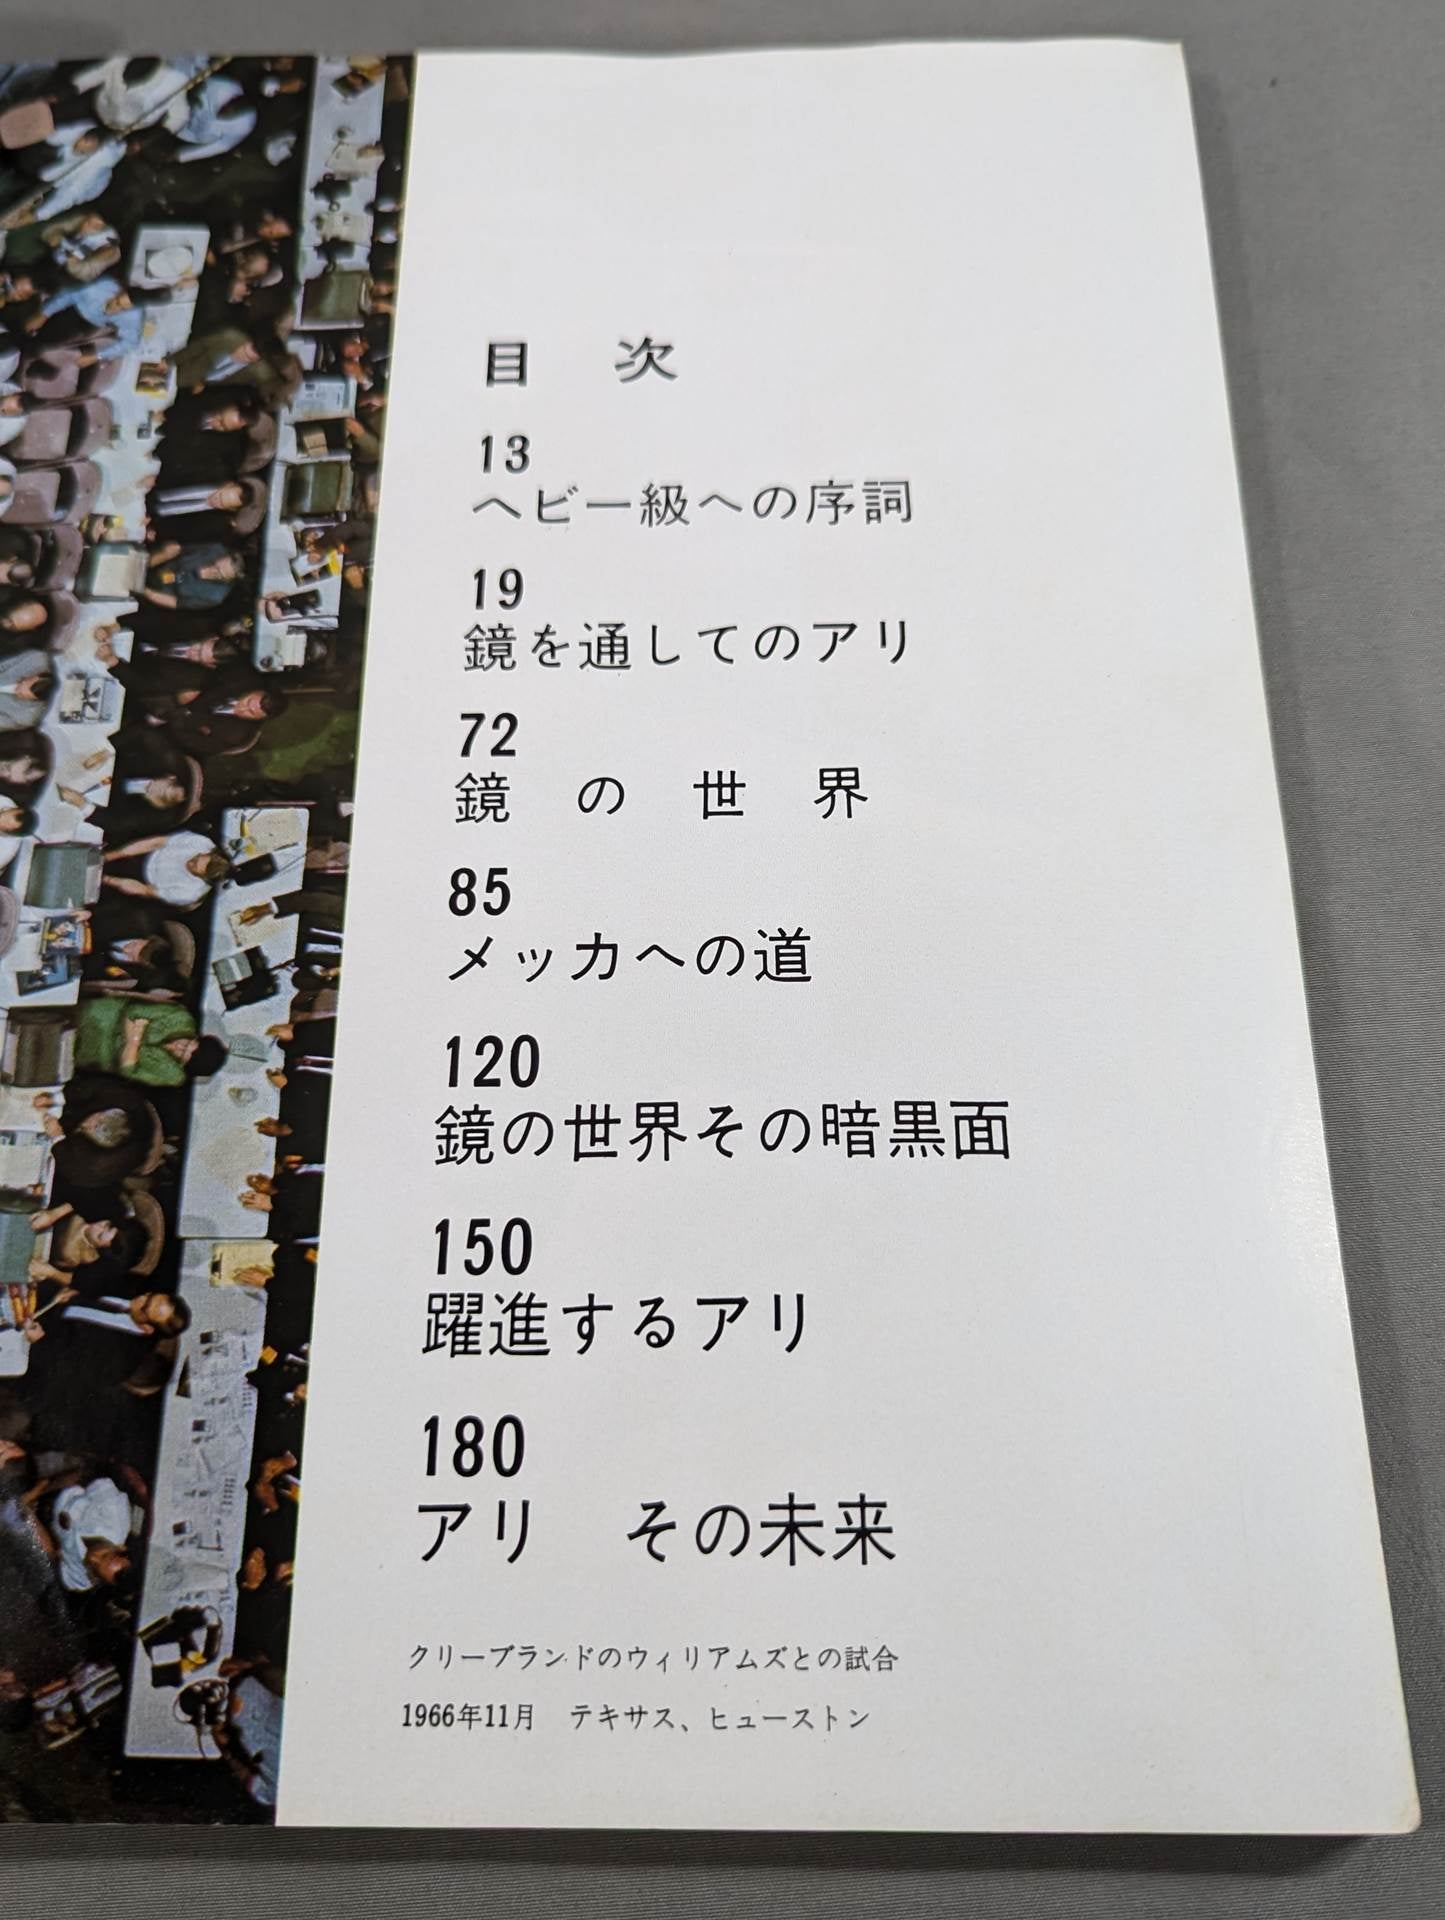 目　次
13
ヘビー級への序詞
19
鏡を通してのアリ
72
鏡　の　世　界
85
メッカへの道
120
鏡の世界その暗黒面
150
躍進するアリ
180
アリ　その未来
クリーブランドのウィリアムズとの試合
1966年11月　テキサス、ヒューストン